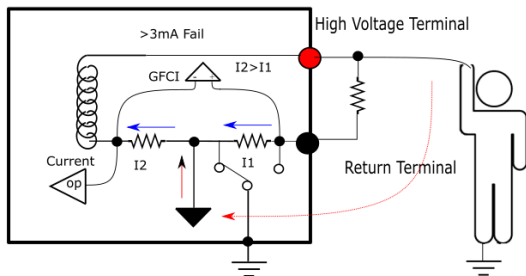 High Voltage Terminal
>3mA Fail
GFCI
I2>I1
- +
Current
op
I2
I1
Return Terminal